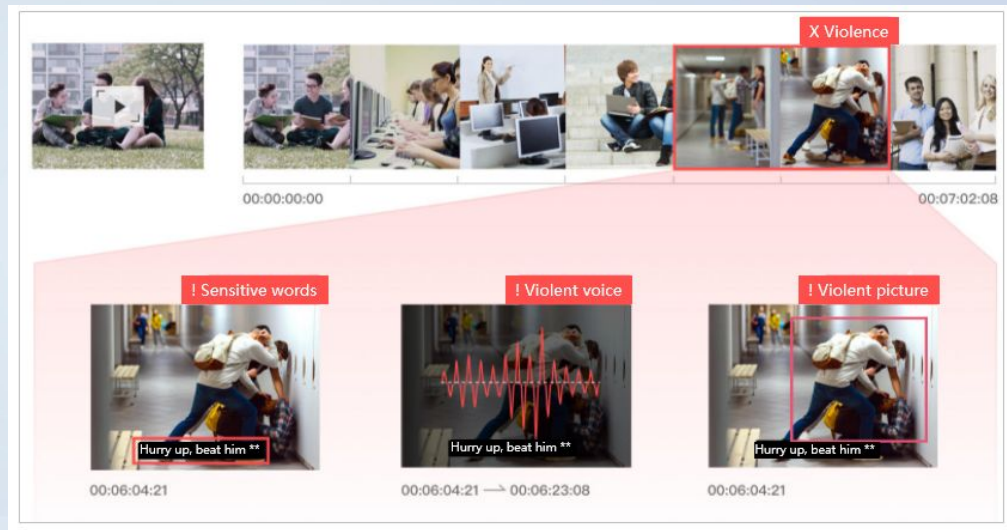 X Violence
00:00:00:00
00:07:02:08
! Sensitive words
! Violent voice
! Violent picture
Hurry up, beat him **
Hurry up, beat him **
Hurry up, beat him **
00:06:04:21
00:06:04:21 → 00:06:23:08
00:06:04:21